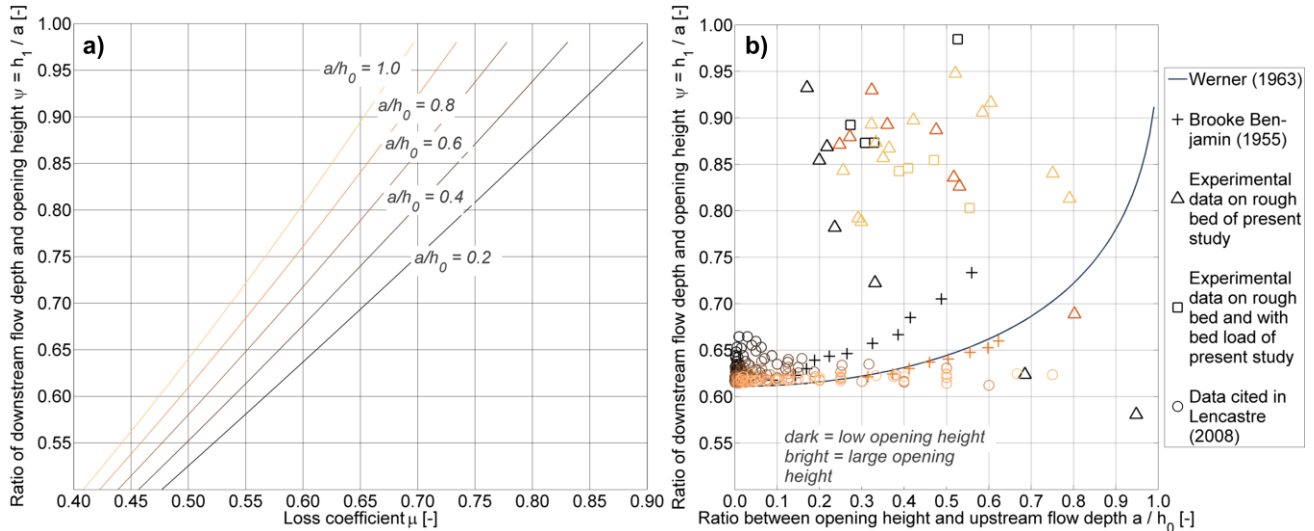 a)
Ratio of downstream flow depth and opening height ψ = h1 / a [-]
1.00
0.95
0.90
0.85
0.80
0.75
0.70
0.65
0.60
0.55
a/h0 = 1.0
a/h0 = 0.8
a/h0 = 0.6
a/h0 = 0.4
a/h0 = 0.2
0.40 0.45 0.50 0.55 0.60 0.65 0.70 0.75 0.80 0.85 0.90
Loss coefficient μ [-]
b)
Ratio of downstream flow depth and opening height ψ = h1 / a [-]
1.00
0.95
0.90
0.85
0.80
0.75
0.70
0.65
0.60
0.55
dark = low opening height
bright = large opening
height
0.0 0.1 0.2 0.3 0.4 0.5 0.6 0.7 0.8 0.9 1.0
Ratio between opening height and upstream flow depth a / h0 [-]
Werner (1963)
Brooke Ben-
jamin (1955)
Experimental
data on rough
bed of present
study
Experimental
data on rough
bed and with
bed load of
present study
Data cited in
Lencastre
(2008)